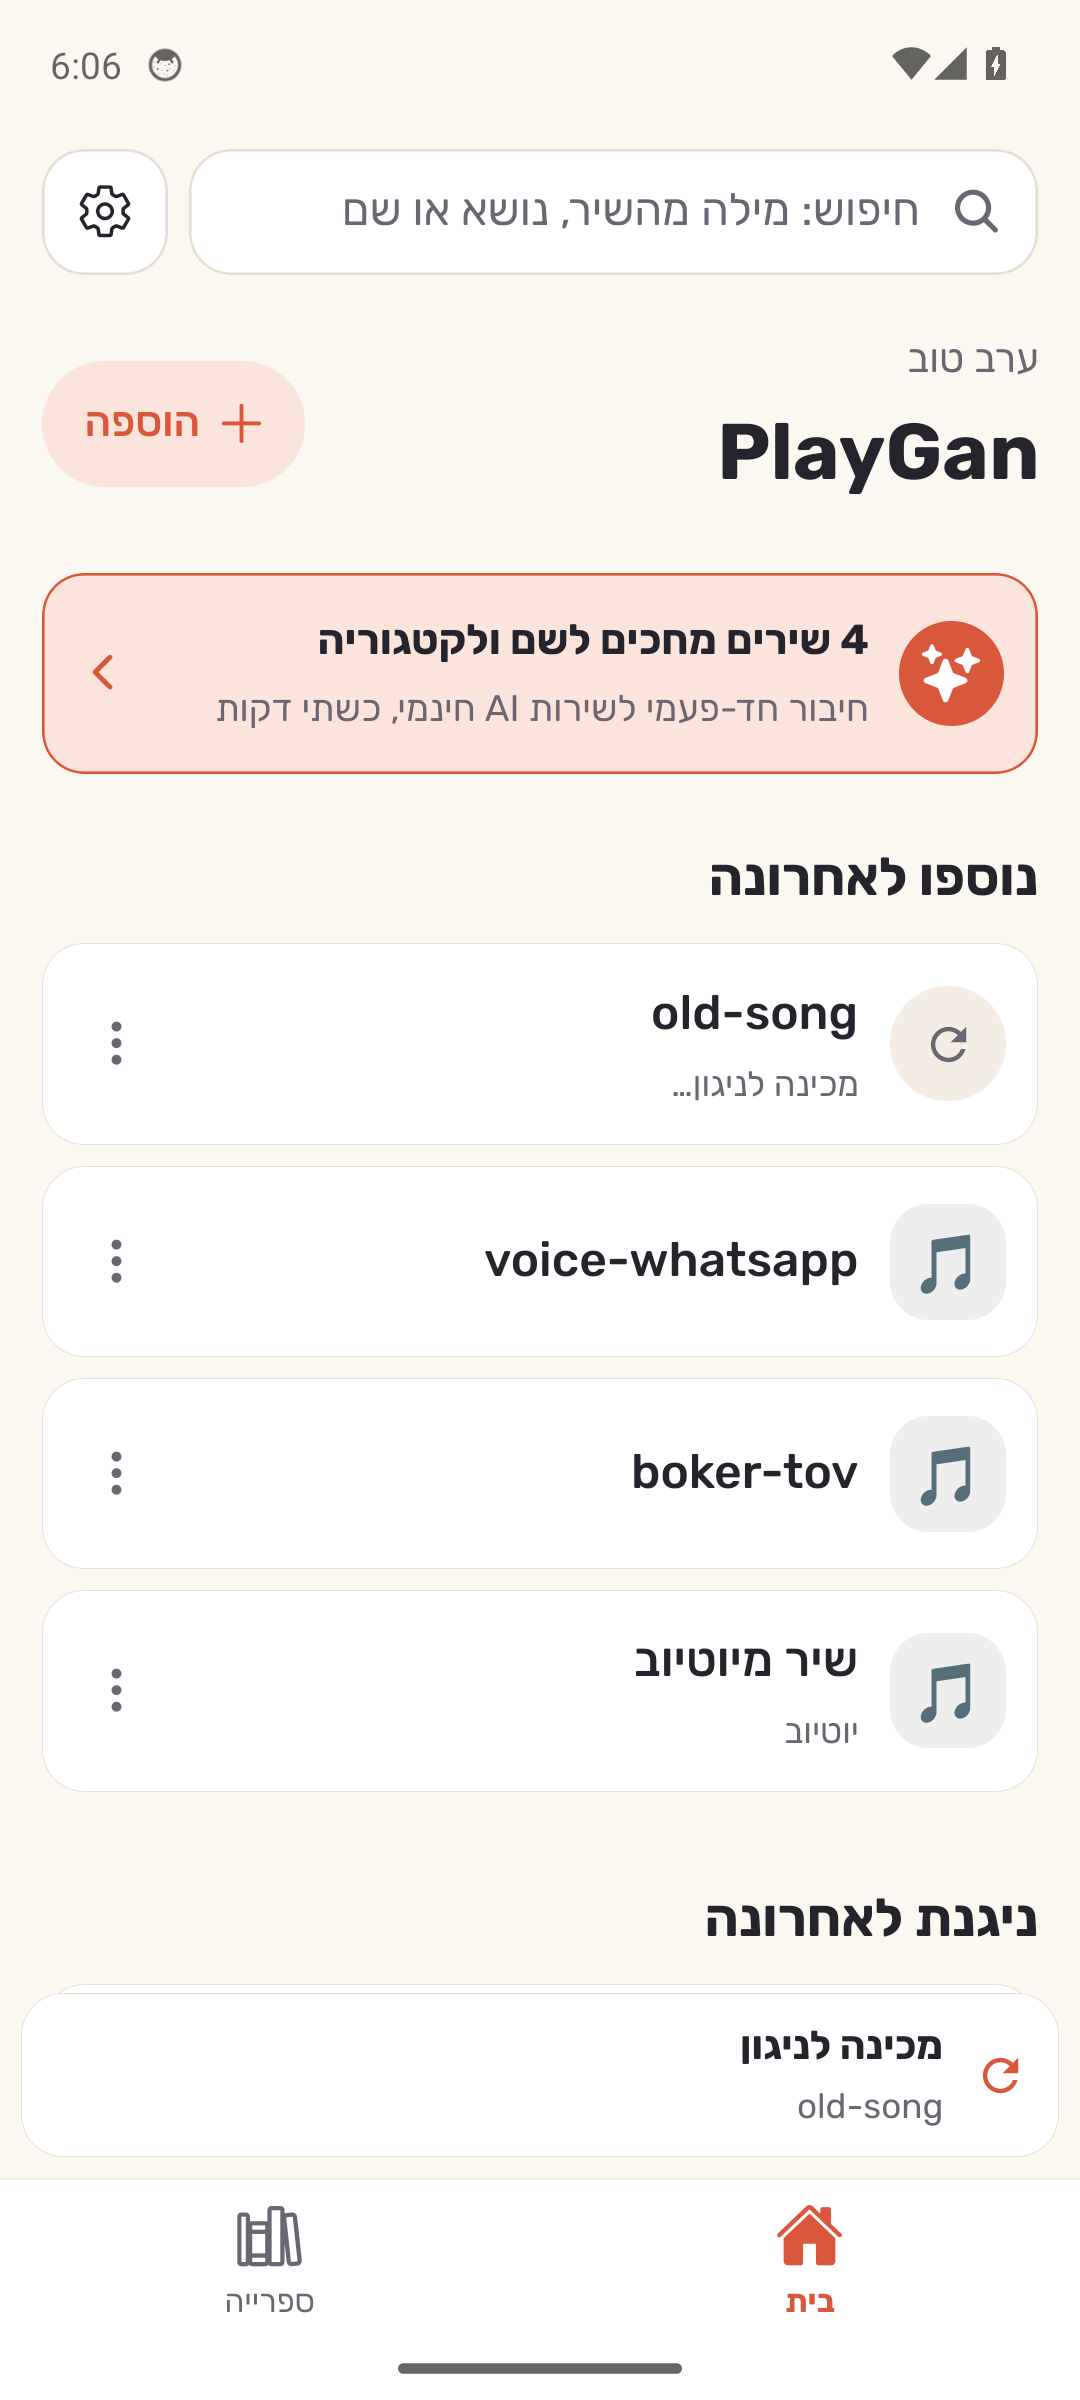 6:06
חיפוש: מילה מהשיר, נושא או שם
ערב טוב
PlayGan
הוספה
4 שירים מחכים לשם ולקטגוריה
חיבור חד-פעמי לשירות AI חינמי, כשתי דקות
נוספו לאחרונה
old-song
מכינה לניגון...
voice-whatsapp
boker-tov
שיר מיוטיוב
יוטיוב
ניגנת לאחרונה
מכינה לניגון
old-song
בית
ספרייה